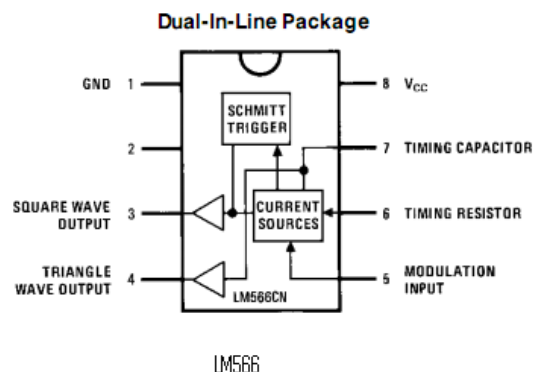 Dual-In-Line Package
GND 1
8 VCC
SCHMITT
TRIGGER
2
7 TIMING CAPACITOR
SQUARE WAVE
OUTPUT 3
CURRENT
SOURCES
6 TIMING RESISTOR
TRIANGLE
WAVE OUTPUT 4
5 MODULATION
INPUT
LM566CN
LM566